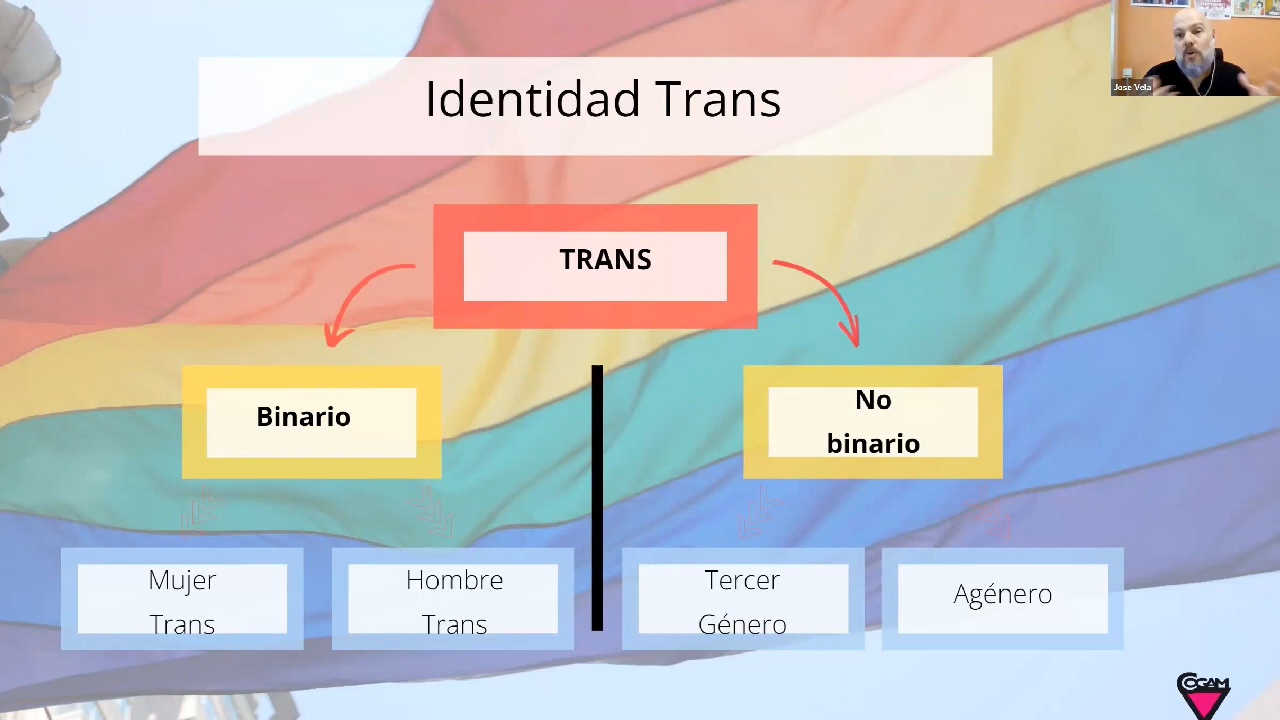 Identidad Trans
Jose Vela
TRANS
Binario
No
binario
Mujer
Trans
Hombre
Trans
Tercer
Género
Agénero
COGAM